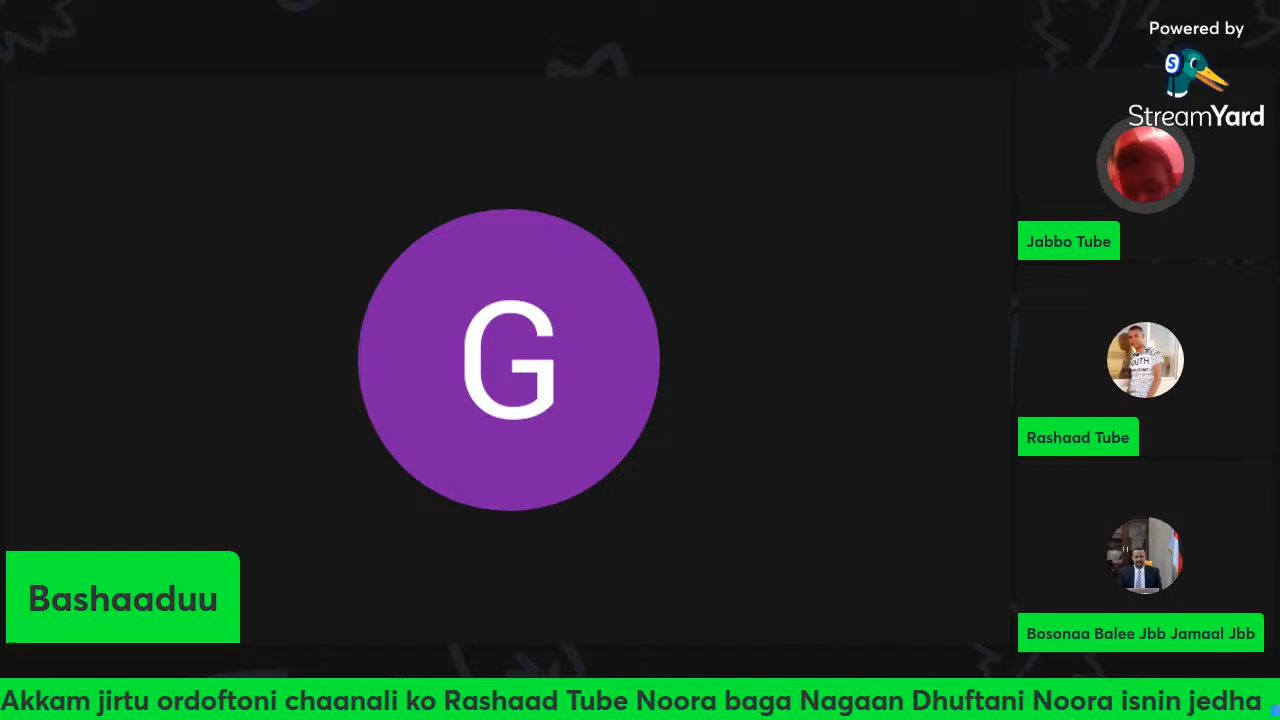 Powered by
S
StreamYard
Jabbo Tube
G
OUTH
Rashaad Tube
Bashaaduu
Bosonaa Balee Jbb Jamaal Jbb
Akkam jirtu ordoftoni chaanali ko Rashaad Tube Noora baga Nagaan Dhuftani Noora isnin jedha